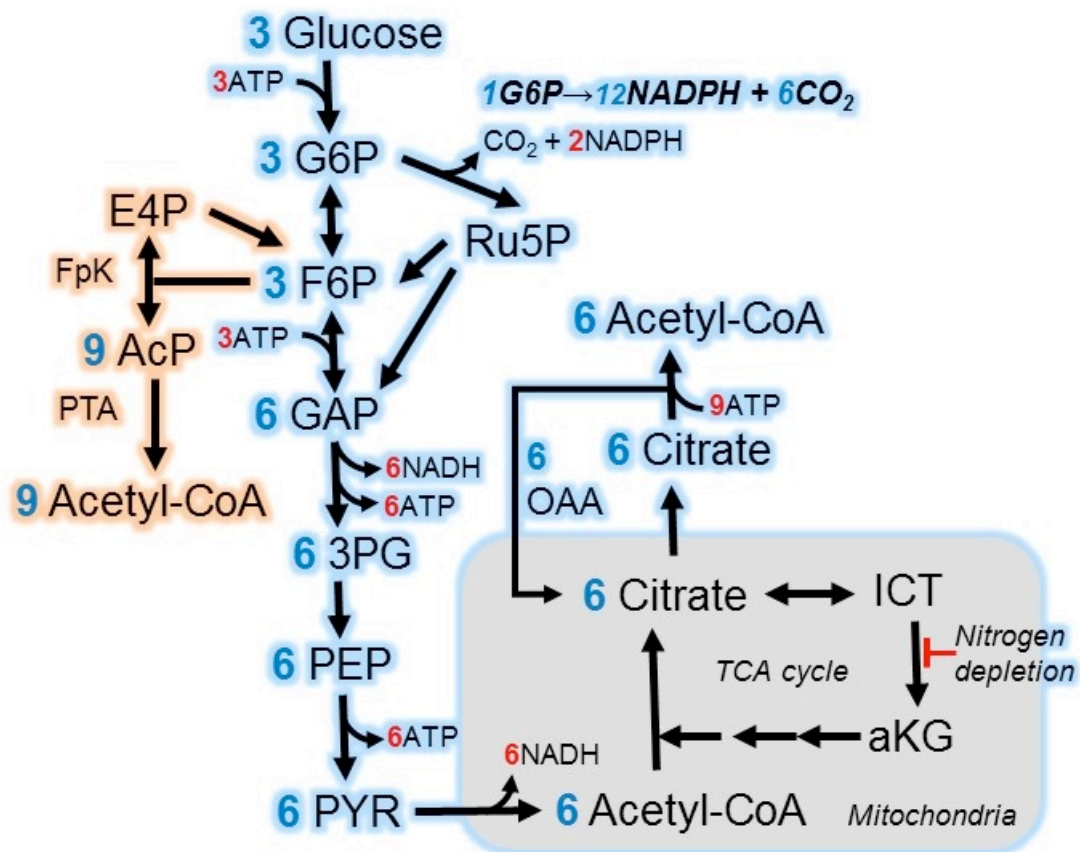 3 Glucose
3ATP
1G6P→12NADPH + 6CO₂
CO₂ + 2NADPH
3 G6P
E4P
Ru5P
FpK
3 F6P
6 Acetyl-CoA
9 AcP
3ATP
9ATP
PTA
6 GAP
6 Citrate
6NADH
6
OAA
9 Acetyl-CoA
6ATP
6 3PG
6 Citrate
ICT
Nitrogen
depletion
6 PEP
TCA cycle
6ATP
aKG
6NADH
6 PYR
6 Acetyl-CoA
Mitochondria